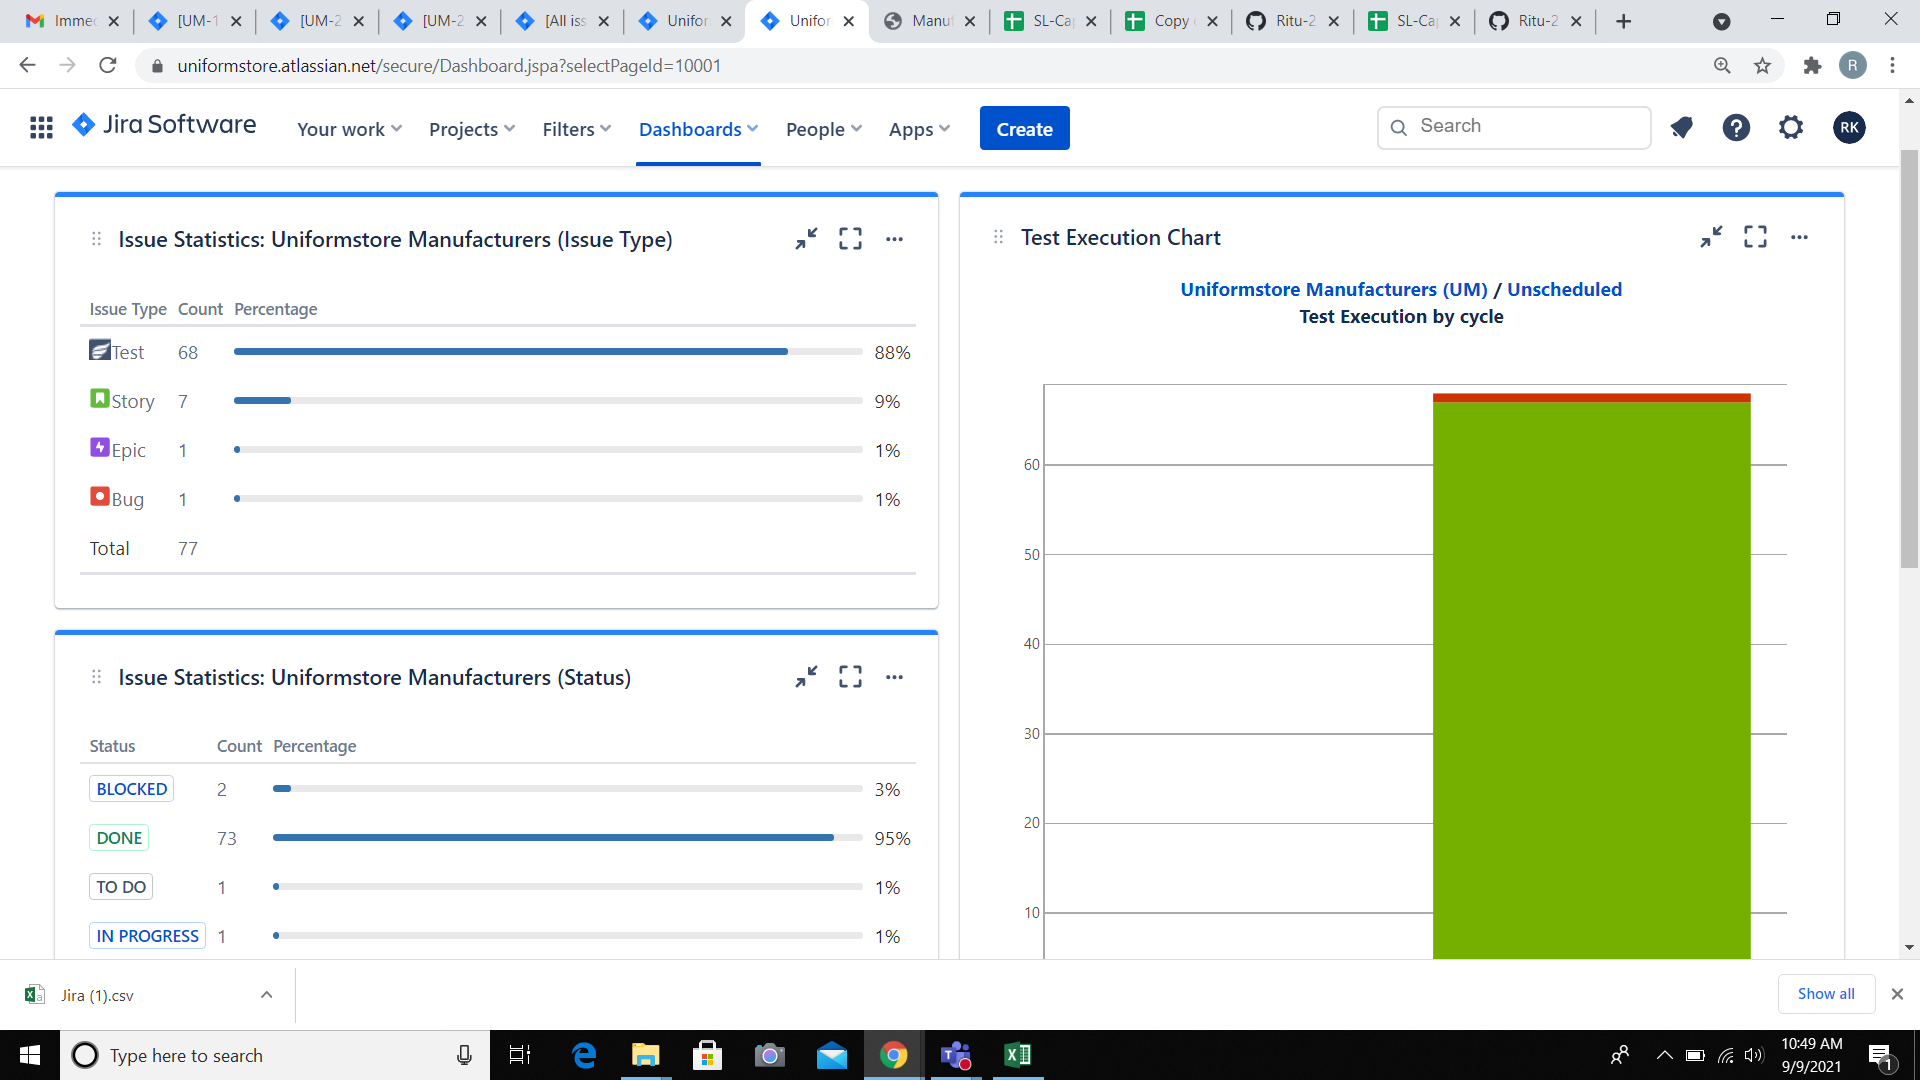 Immec [UM-1 [UM-2 [UM-2 [All iss Unifor Unifor Manuf SL-Cap Copy Ritu-2 SL-Cap Ritu-2
uniformstore.atlassian.net/secure/Dashboard.jspa?selectPageId=10001 R
Jira Software Your work Projects Filters Dashboards People Apps Create Search RK
Issue Statistics: Uniformstore Manufacturers (Issue Type)
Issue Type Count Percentage
Test 68 88%
Story 7 9%
Epic 1 1%
Bug 1 1%
Total 77
Issue Statistics: Uniformstore Manufacturers (Status)
Status Count Percentage
BLOCKED 2 3%
DONE 73 95%
TO DO 1 1%
IN PROGRESS 1 1%
Test Execution Chart
Uniformstore Manufacturers (UM) / Unscheduled
Test Execution by cycle
60
50
40
30
20
10
Jira (1).csv Show all
Type here to search
10:49 AM
9/9/2021
1